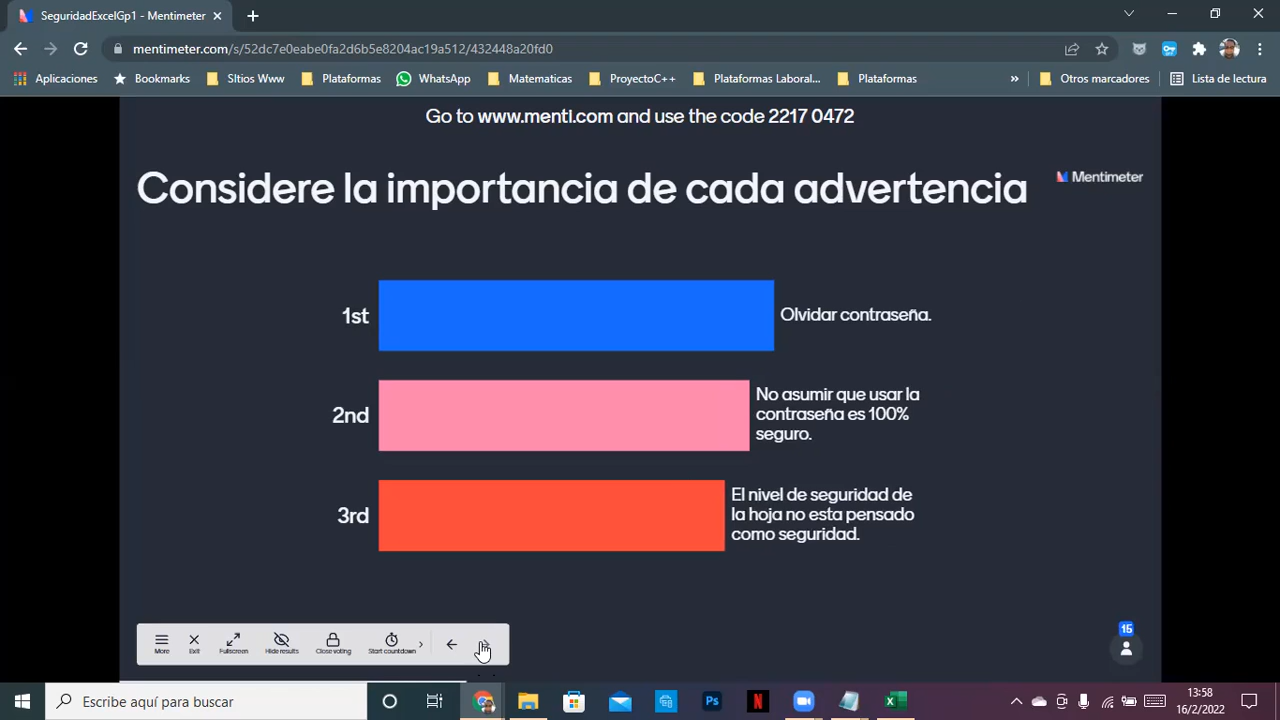 SeguridadExcelGp1 - Mentimeter
mentimeter.com/s/52dc7e0eabe0fa2d6b5e8204ac19a512/432448a20fd0
Aplicaciones Bookmarks SItios Www Plataformas WhatsApp Matematicas ProyectoC++ Plataformas Laboral... Plataformas » Otros marcadores Lista de lectura
Go to www.menti.com and use the code 2217 0472
Considere la importancia de cada advertencia
Mentimeter
1st
Olvidar contraseña.
2nd
No asumir que usar la
contraseña es 100%
seguro.
3rd
El nivel de seguridad de
la hoja no esta pensado
como seguridad.
More Exit Fullscreen Hide results Close voting Start countdown
15
Escribe aquí para buscar
Ps
N
13:58
16/2/2022